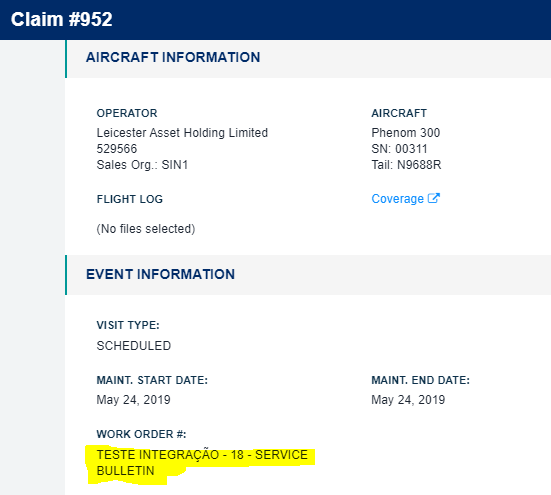 Claim #952
AIRCRAFT INFORMATION
OPERATOR
Leicester Asset Holding Limited
529566
Sales Org.: SIN1
AIRCRAFT
Phenom 300
SN: 00311
Tail: N9688R
FLIGHT LOG
(No files selected)
Coverage
EVENT INFORMATION
VISIT TYPE:
SCHEDULED
MAINT. START DATE:
May 24, 2019
MAINT. END DATE:
May 24, 2019
WORK ORDER #:
TESTE INTEGRAÇÃO - 18 - SERVICE
BULLETIN